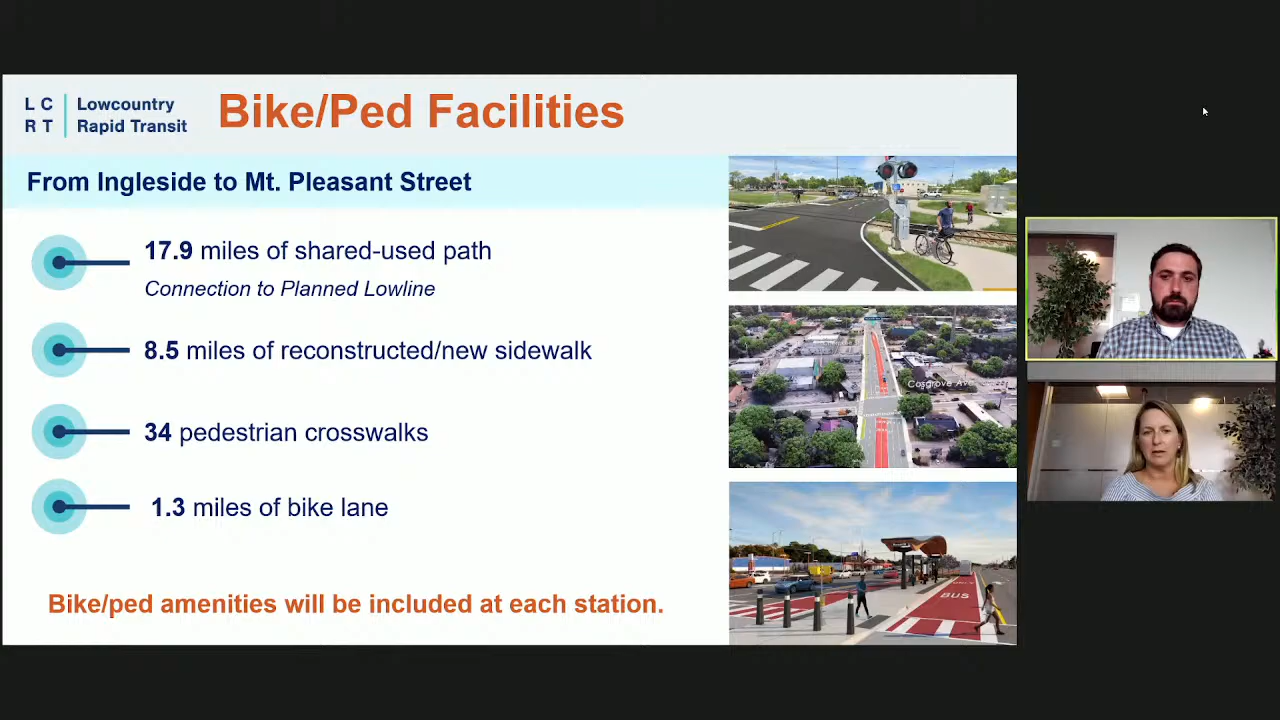 L C
R T
Lowcountry
Rapid Transit
Bike/Ped Facilities
From Ingleside to Mt. Pleasant Street
17.9 miles of shared-used path
Connection to Planned Lowline
8.5 miles of reconstructed/new sidewalk
34 pedestrian crosswalks
1.3 miles of bike lane
Bike/ped amenities will be included at each station.
Cosgrove Ave
BUS